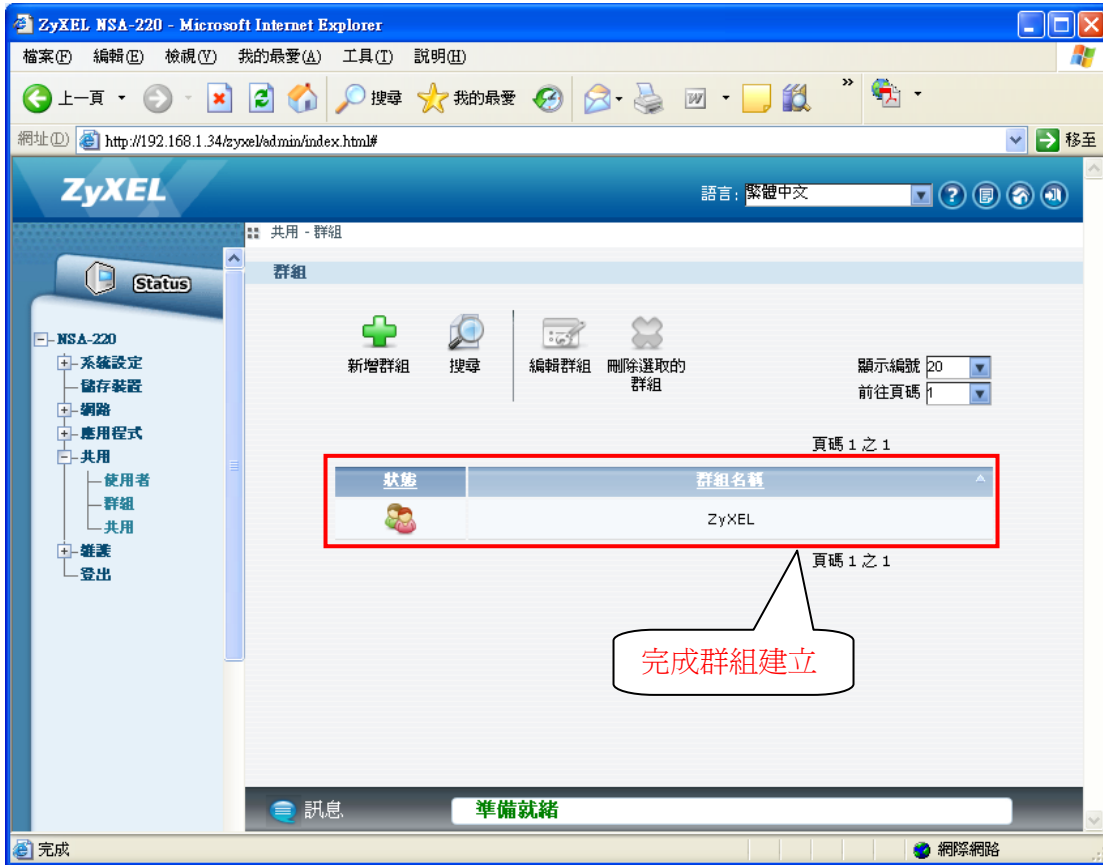 ZyXEL NSA-220 - Microsoft Internet Explorer
檔案(F) 編輯(E) 檢視(V) 我的最愛(A) 工具(T) 說明(H)
上一頁 搜尋 我的最愛 »
網址(D) http://192.168.1.34/zyxel/admin/index.html# 移至
ZyXEL
語言: 繁體中文
共用 - 群組
Status
群組
NSA-220
系統設定
儲存裝置
網路
應用程式
共用
使用者
群組
共用
維護
登出
新增群組 搜尋 編輯群組 刪除選取的
群組
顯示編號 20
前往頁碼 1
頁碼 1 之 1
狀態 群組名稱
ZyXEL
頁碼 1 之 1
完成群組建立
訊息 準備就緒
完成 網際網路